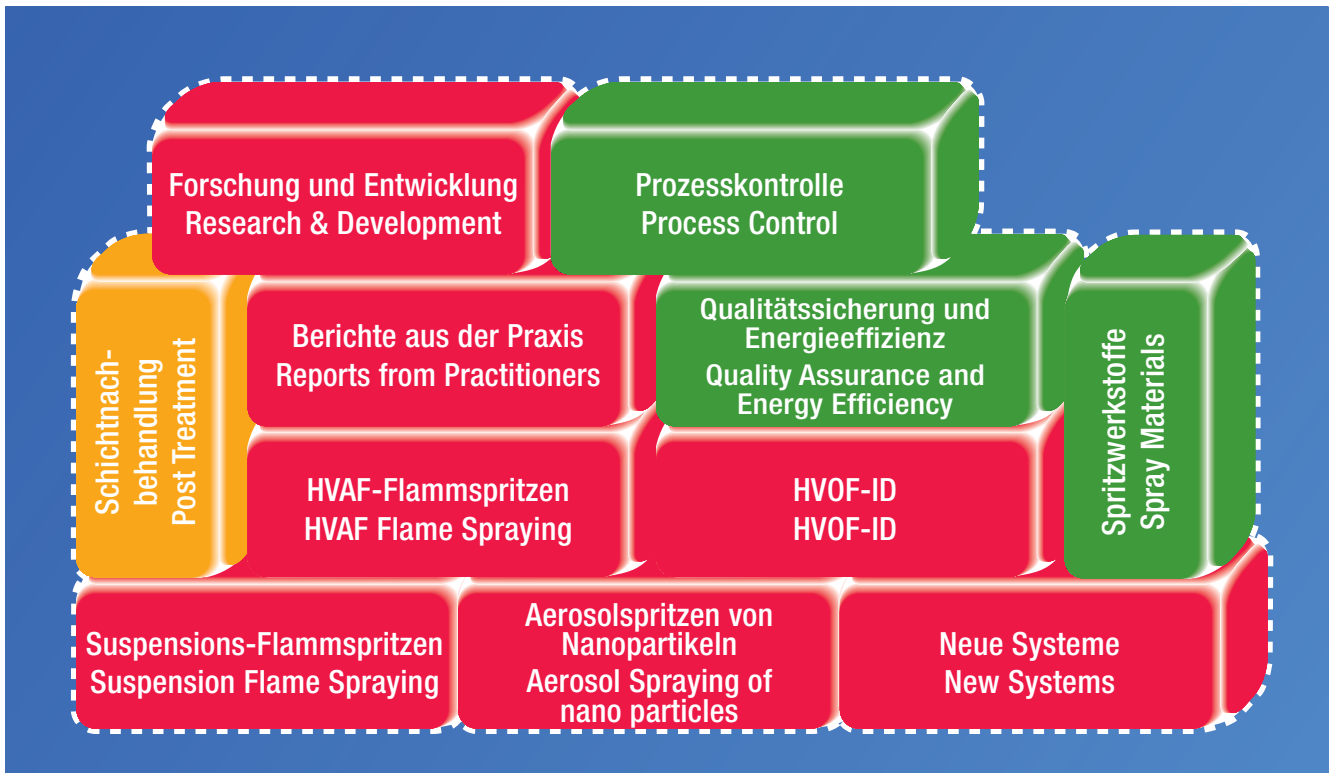 Forschung und Entwicklung
Research & Development
Prozesskontrolle
Process Control
Schichtnach-
behandlung
Post Treatment
Berichte aus der Praxis
Reports from Practitioners
Qualitätssicherung und
Energieeffizienz
Quality Assurance and
Energy Efficiency
Spritzwerkstoffe
Spray Materials
HVAF-Flammspritzen
HVAF Flame Spraying
HVOF-ID
HVOF-ID
Suspensions-Flammspritzen
Suspension Flame Spraying
Aerosolspritzen von
Nanopartikeln
Aerosol Spraying of
nano particles
Neue Systeme
New Systems